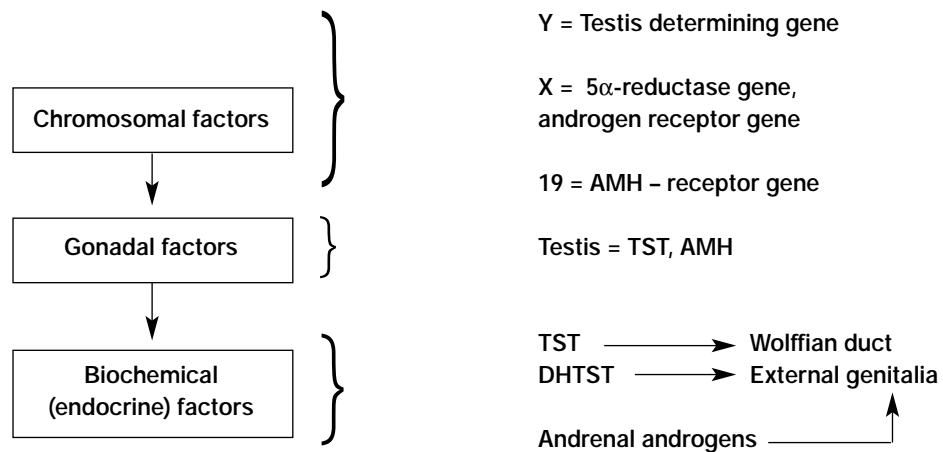 Chromosomal factors
Gonadal factors
Biochemical
(endocrine) factors
Y = Testis determining gene
X = 5α-reductase gene,
androgen receptor gene
19 = AMH – receptor gene
Testis = TST, AMH
TST Wolffian duct
DHTST External genitalia
Andrenal androgens